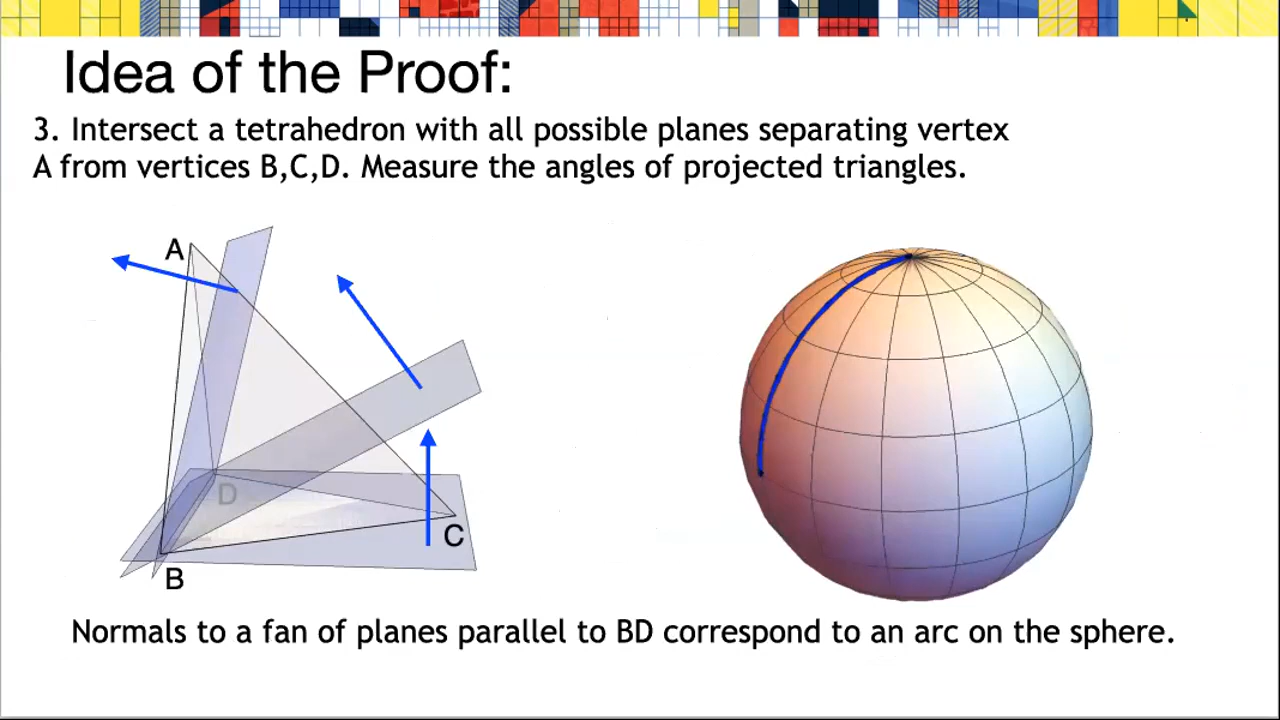 Idea of the Proof:
3. Intersect a tetrahedron with all possible planes separating vertex
A from vertices B,C,D. Measure the angles of projected triangles.
A
D
C
B
Normals to a fan of planes parallel to BD correspond to an arc on the sphere.